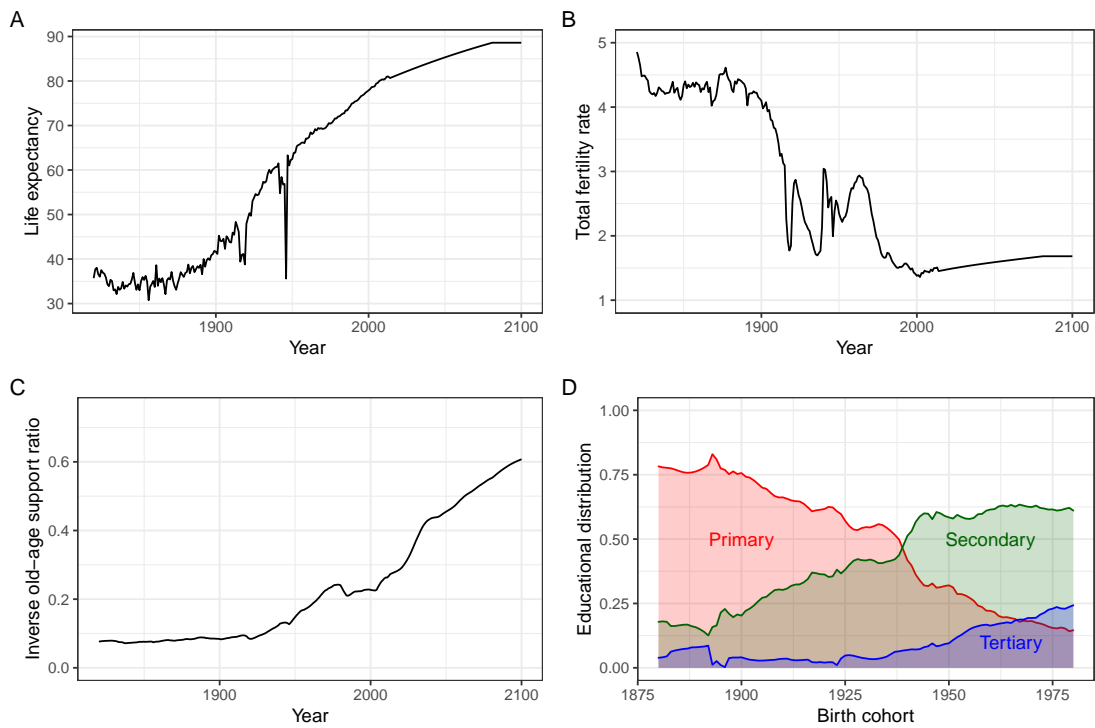 A
Life expectancy
90
80
70
60
50
40
30
1900
2000
2100
Year
B
Total fertility rate
5
4
3
2
1
1900
2000
2100
Year
C
Inverse old−age support ratio
0.6
0.4
0.2
0.0
1900
2000
2100
Year
D
Educational distribution
1.00
0.75
0.50
0.25
0.00
Primary
Secondary
Tertiary
1875
1900
1925
1950
1975
Birth cohort